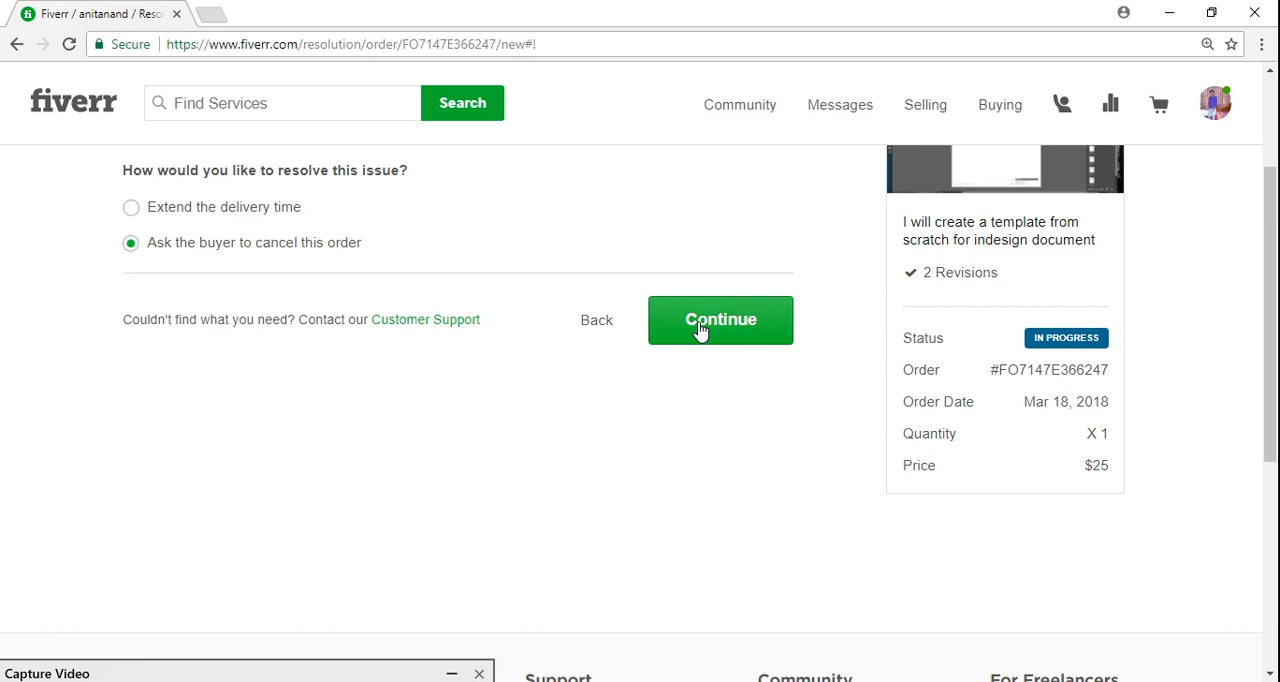 Fiverr / anitanand / Reso
Secure
https://www.fiverr.com/resolution/order/FO7147E366247/new#!
fiverr
Find Services
Search
Community
Messages
Selling
Buying
How would you like to resolve this issue?
Extend the delivery time
Ask the buyer to cancel this order
Couldn't find what you need? Contact our Customer Support
Back
Continue
I will create a template from
scratch for indesign document
2 Revisions
Status IN PROGRESS
Order #FO7147E366247
Order Date Mar 18, 2018
Quantity X 1
Price $25
Capture Video
Support
Community
For Freelancers